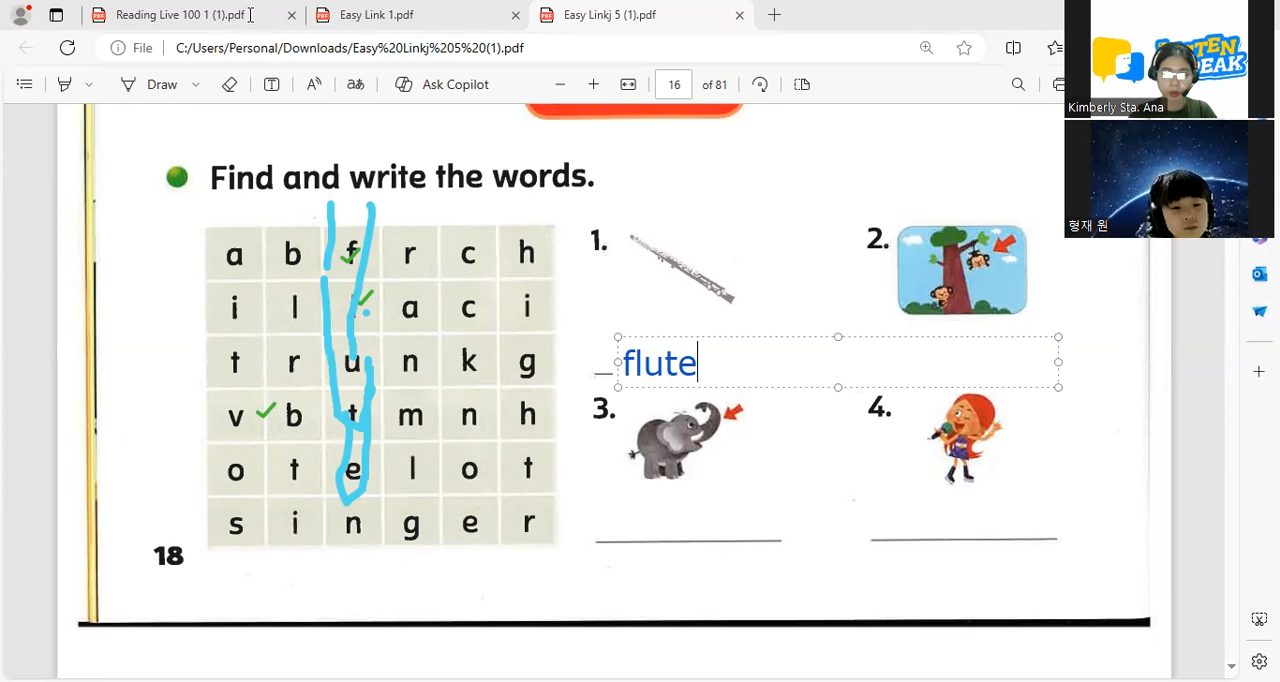 Reading Live 100 1 (1).pdf
Easy Link 1.pdf
Easy Linkj 5 (1).pdf
File
C:/Users/Personal/Downloads/Easy%20Linkj%205%20(1).pdf
Draw
Ask Copilot
16 of 81
Kimberly Sta. Ana
형재 원
Find and write the words.
a b f r c h
i l l a c i
t r u n k g
v b t m n h
o t e l o t
s i n g e r
1.
2.
flute
3.
4.
18